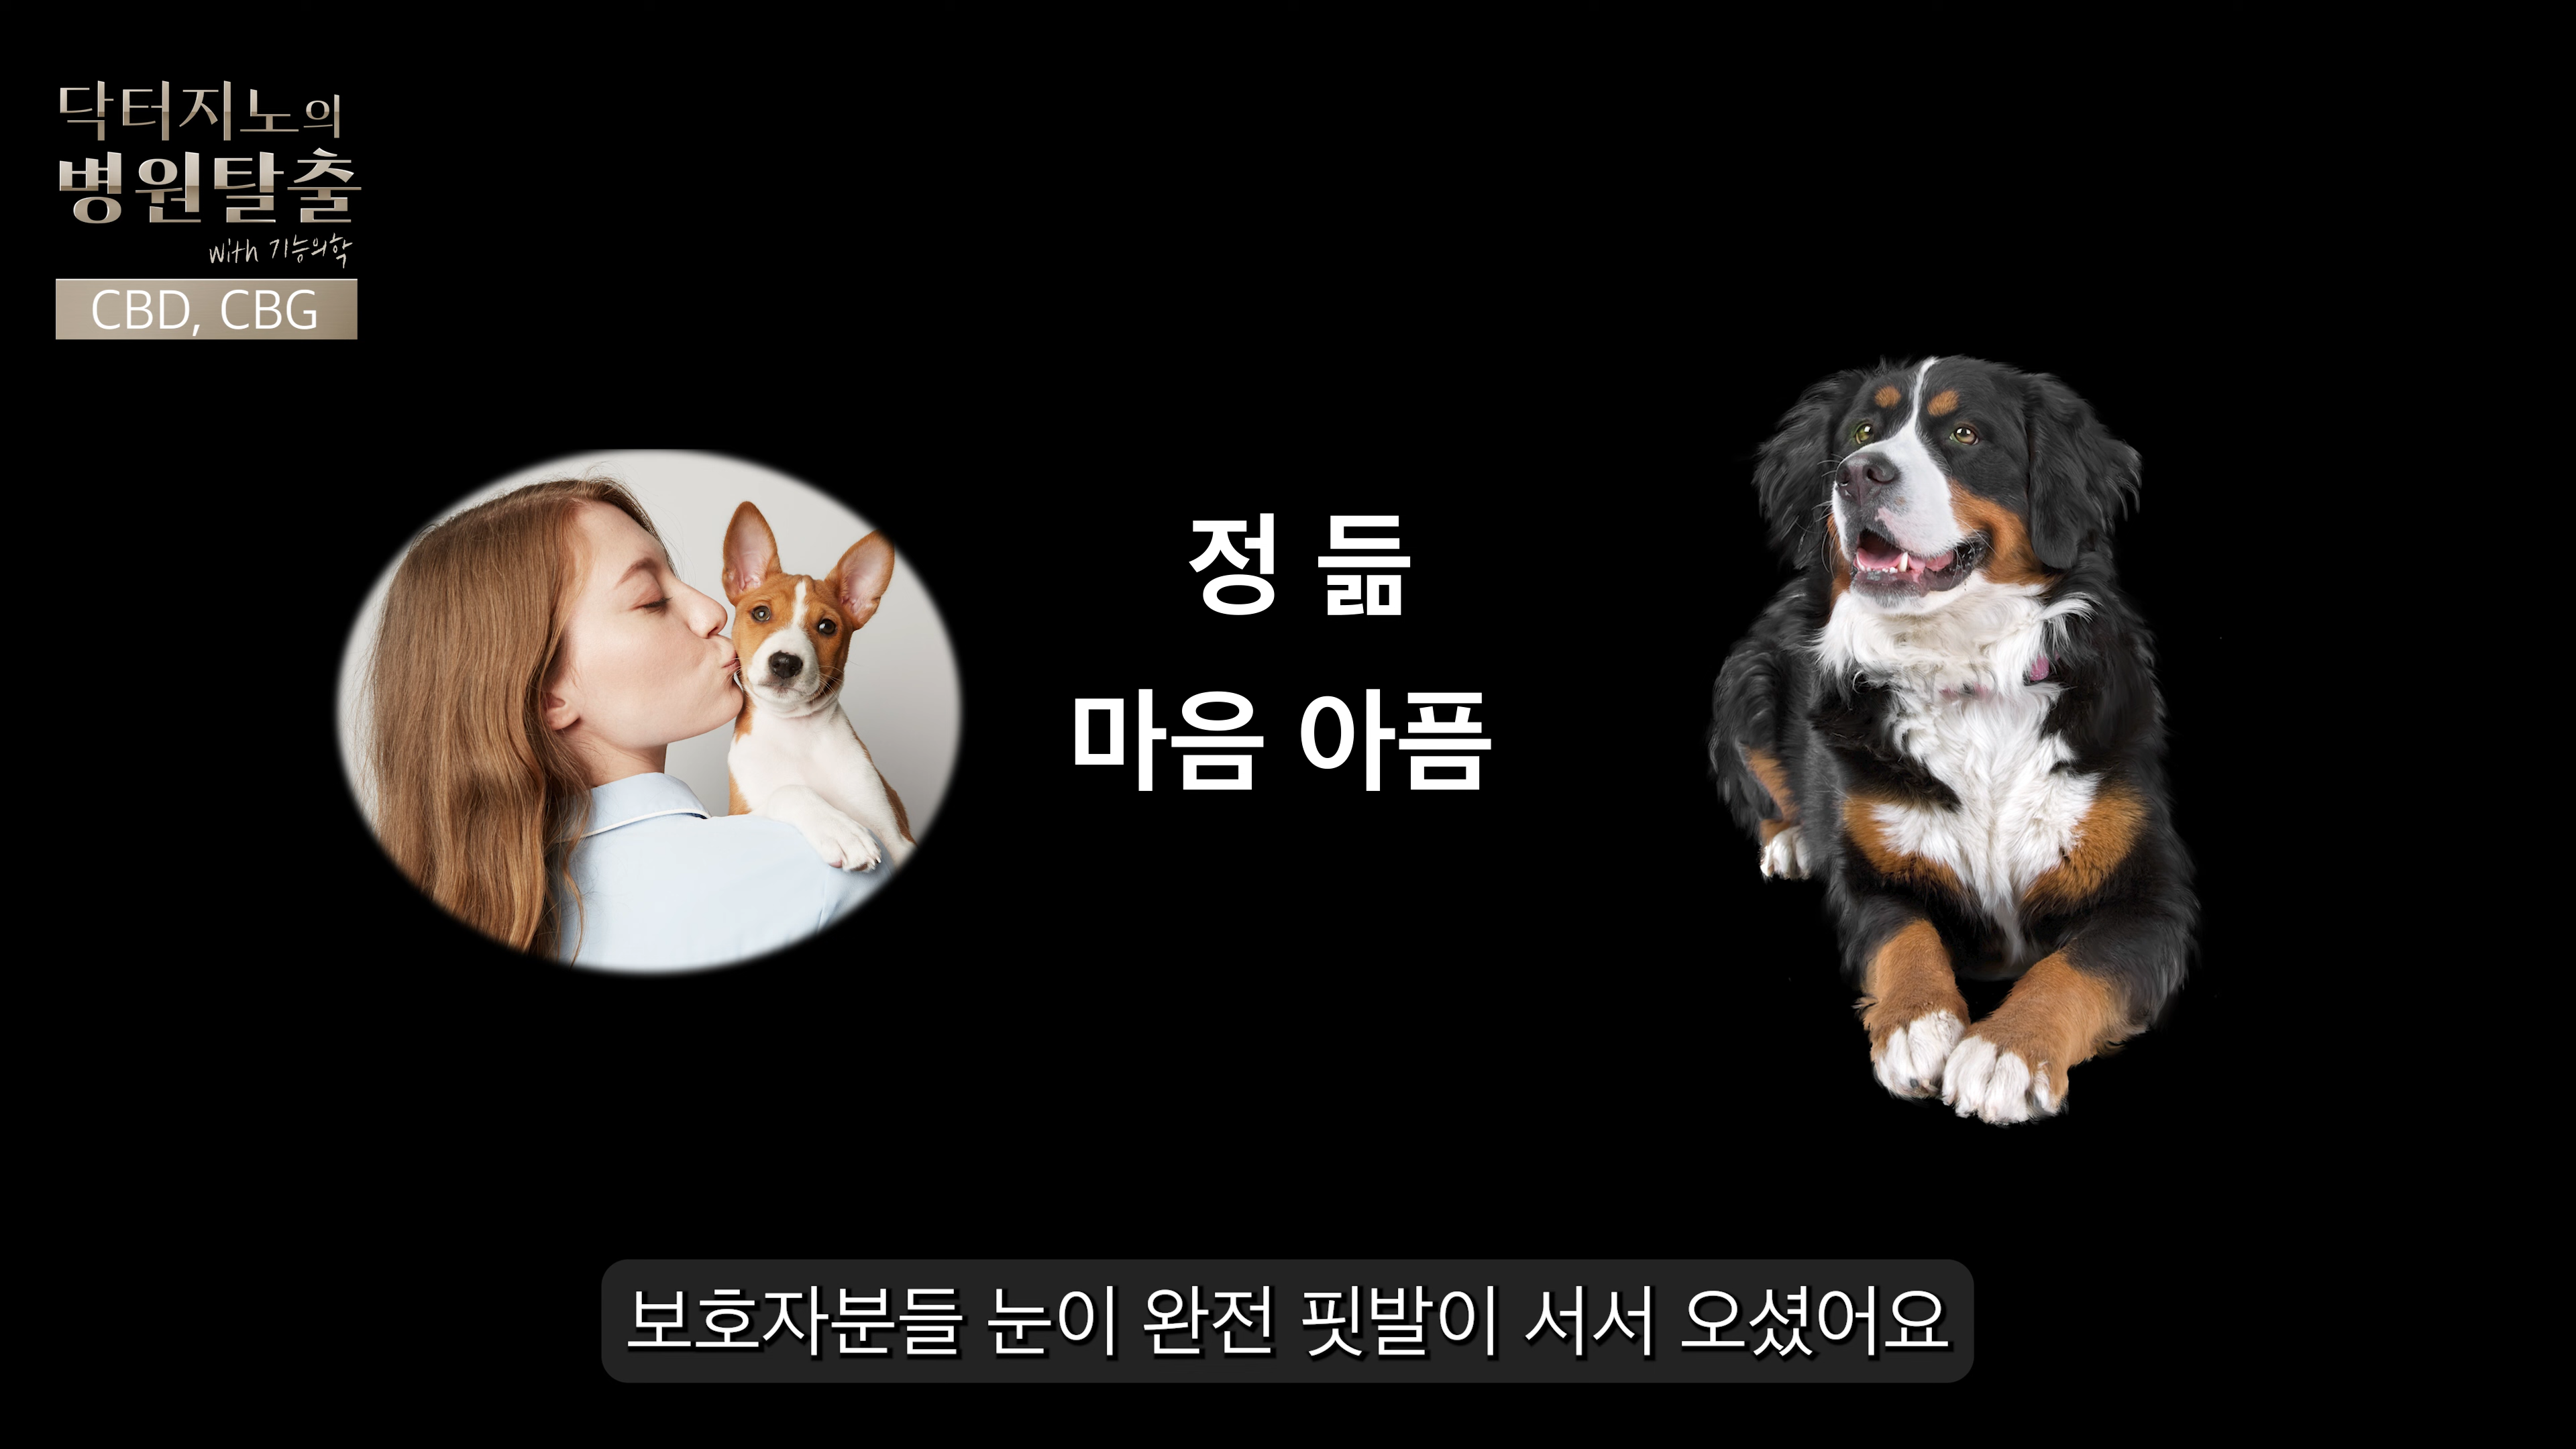 닥터지노의
병원탈출
with 기능의학
CBD, CBG
정 듦
마음 아픔
보호자분들 눈이 완전 핏발이 서서 오셨어요